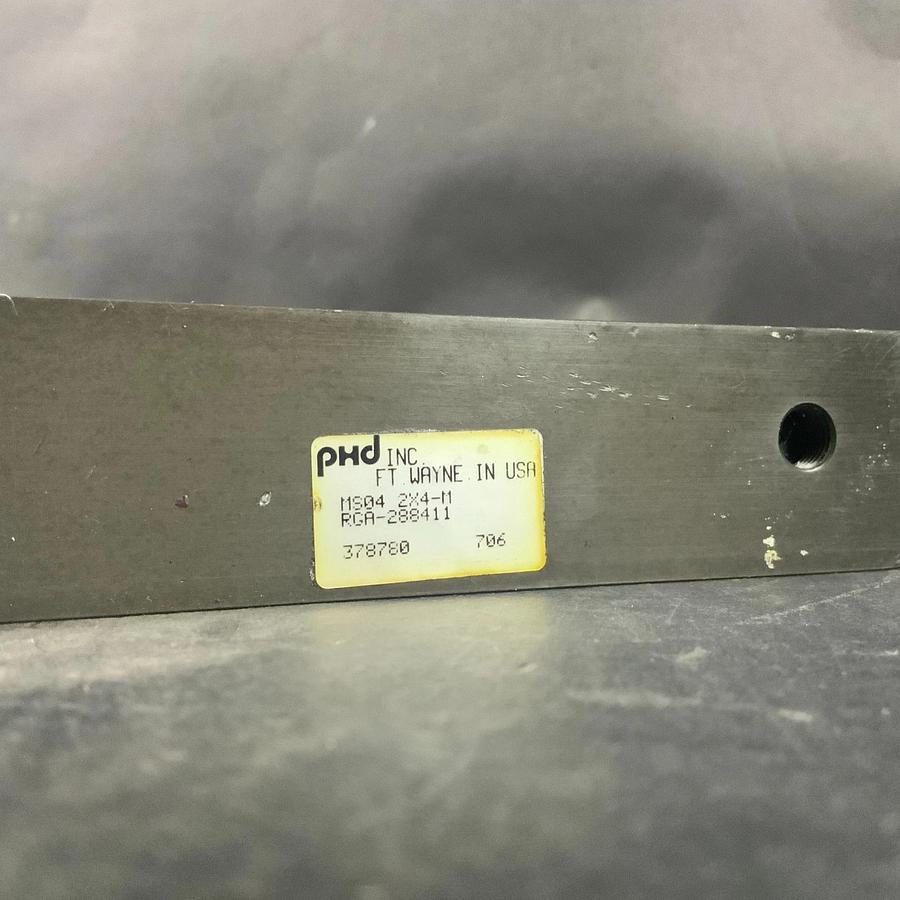 PHD INC.
FT. WAYNE. IN USA
MS04 2X4-M
RGA-288411
378780 706